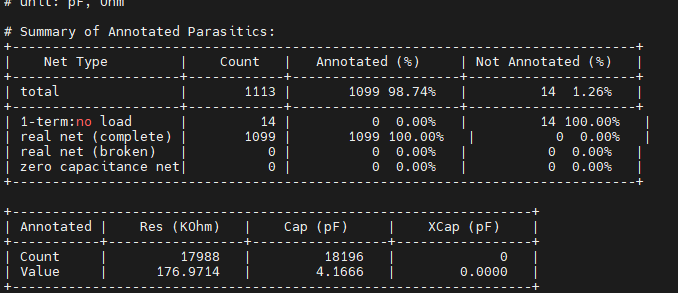 # unit: pF, Ohm
# Summary of Annotated Parasitics:
+-------------------+------------+---------------------+--------------------+
| Net Type | Count | Annotated (%) | Not Annotated (%) |
+-------------------+------------+---------------------+--------------------+
| total | 1113 | 1099 98.74% | 14 1.26% |
+-------------------+------------+---------------------+--------------------+
| 1-term:no load | 14 | 0 0.00% | 14 100.00% |
| real net (complete) | 1099 | 1099 100.00% | 0 0.00% |
| real net (broken) | 0 | 0 0.00% | 0 0.00% |
| zero capacitance net| 0 | 0 0.00% | 0 0.00% |
+---------------------------------------------------------------------------+
+---------------------------------------------------------------+
| Annotated | Res (KOhm) | Cap (pF) | XCap (pF) |
+-----------+----------------+----------------+-----------------+
| Count | 17988 | 18196 | 0 |
| Value | 176.9714 | 4.1666 | 0.0000 |
+---------------------------------------------------------------+